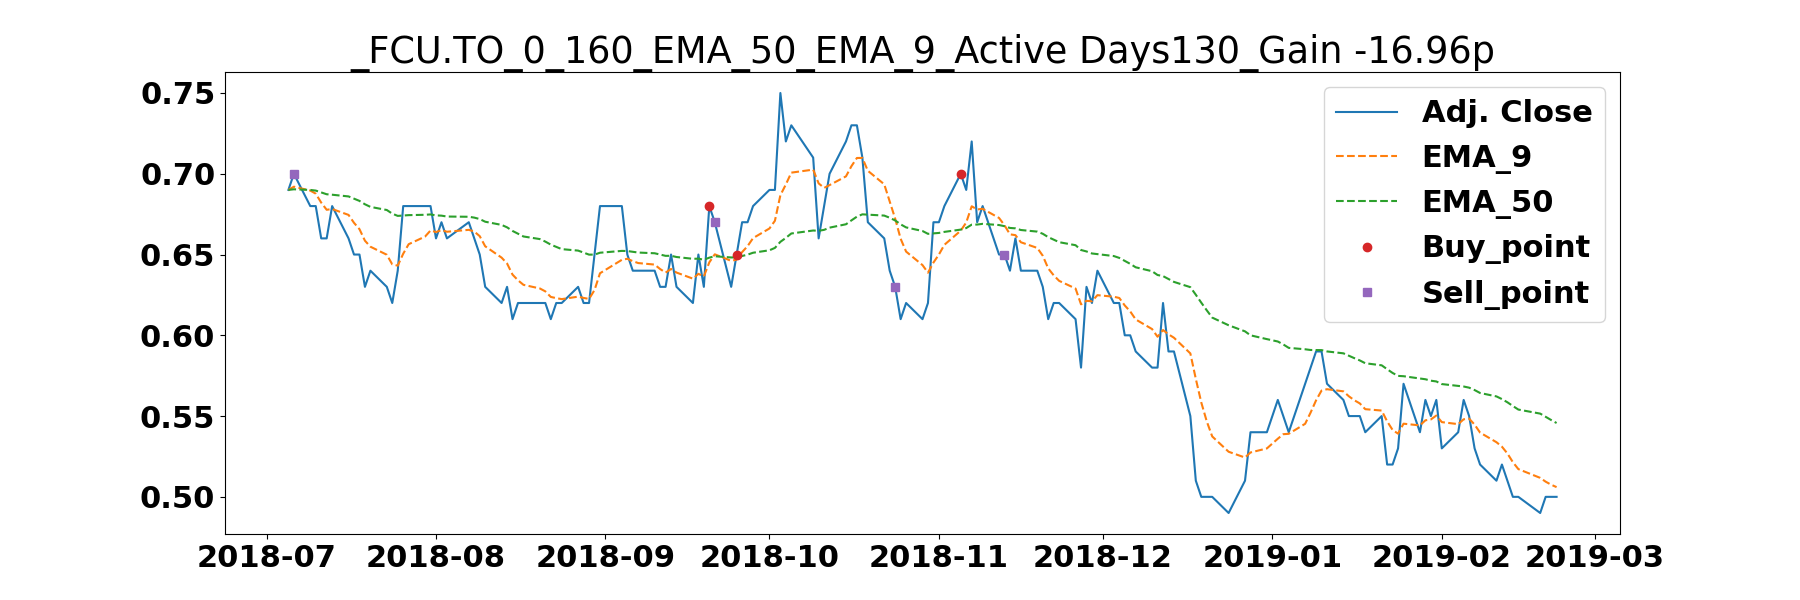 _FCU.TO_0_160_EMA_50_EMA_9_Active Days130_Gain -16.96p
0.75
0.70
0.65
0.60
0.55
0.50
Adj. Close
EMA_9
EMA_50
Buy_point
Sell_point
2018-07 2018-08 2018-09 2018-10 2018-11 2018-12 2019-01 2019-02 2019-03